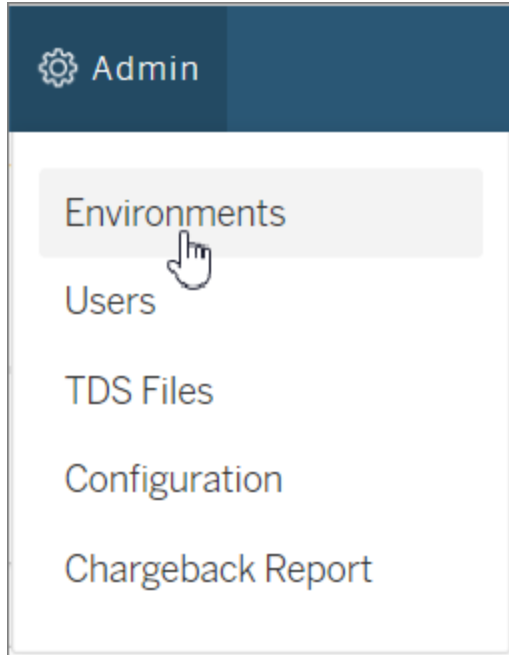 Admin
Environments
Users
TDS Files
Configuration
Chargeback Report